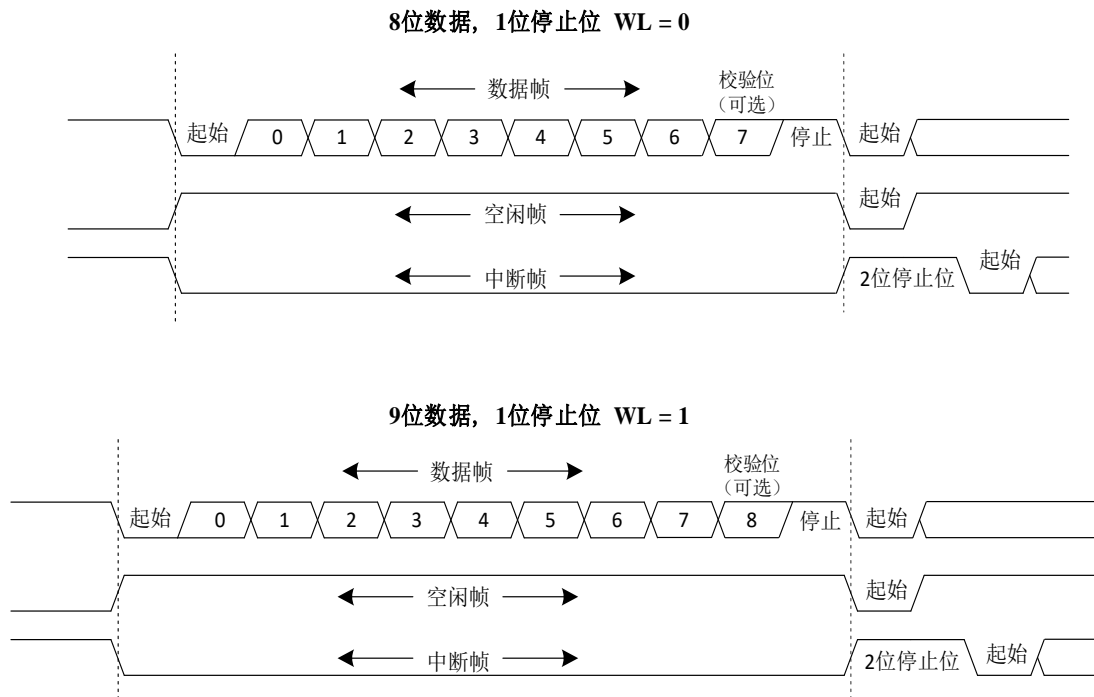 8位数据，1位停止位 WL = 0
数据帧
校验位
（可选）
起始 0 1 2 3 4 5 6 7 停止 起始
空闲帧 起始
中断帧 2位停止位 起始
9位数据，1位停止位 WL = 1
数据帧
校验位
（可选）
起始 0 1 2 3 4 5 6 7 8 停止 起始
空闲帧 起始
中断帧 2位停止位 起始